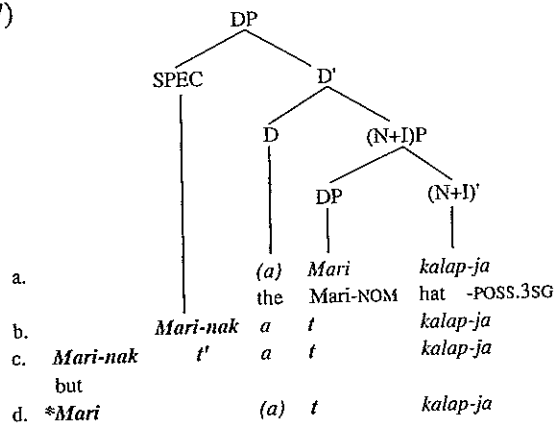 ')
DP
SPEC D'
D (N+I)P
DP (N+I)'
a. (a) Mari kalap-ja
the Mari-NOM hat -POSS.3SG
b. Mari-nak a t kalap-ja
c. Mari-nak t' a t kalap-ja
but
d. *Mari (a) t kalap-ja